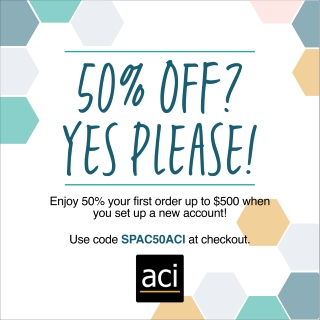 50% OFF?
YES PLEASE!
Enjoy 50% your first order up to $500 when
you set up a new account!
Use code SPAC50ACI at checkout.
aci